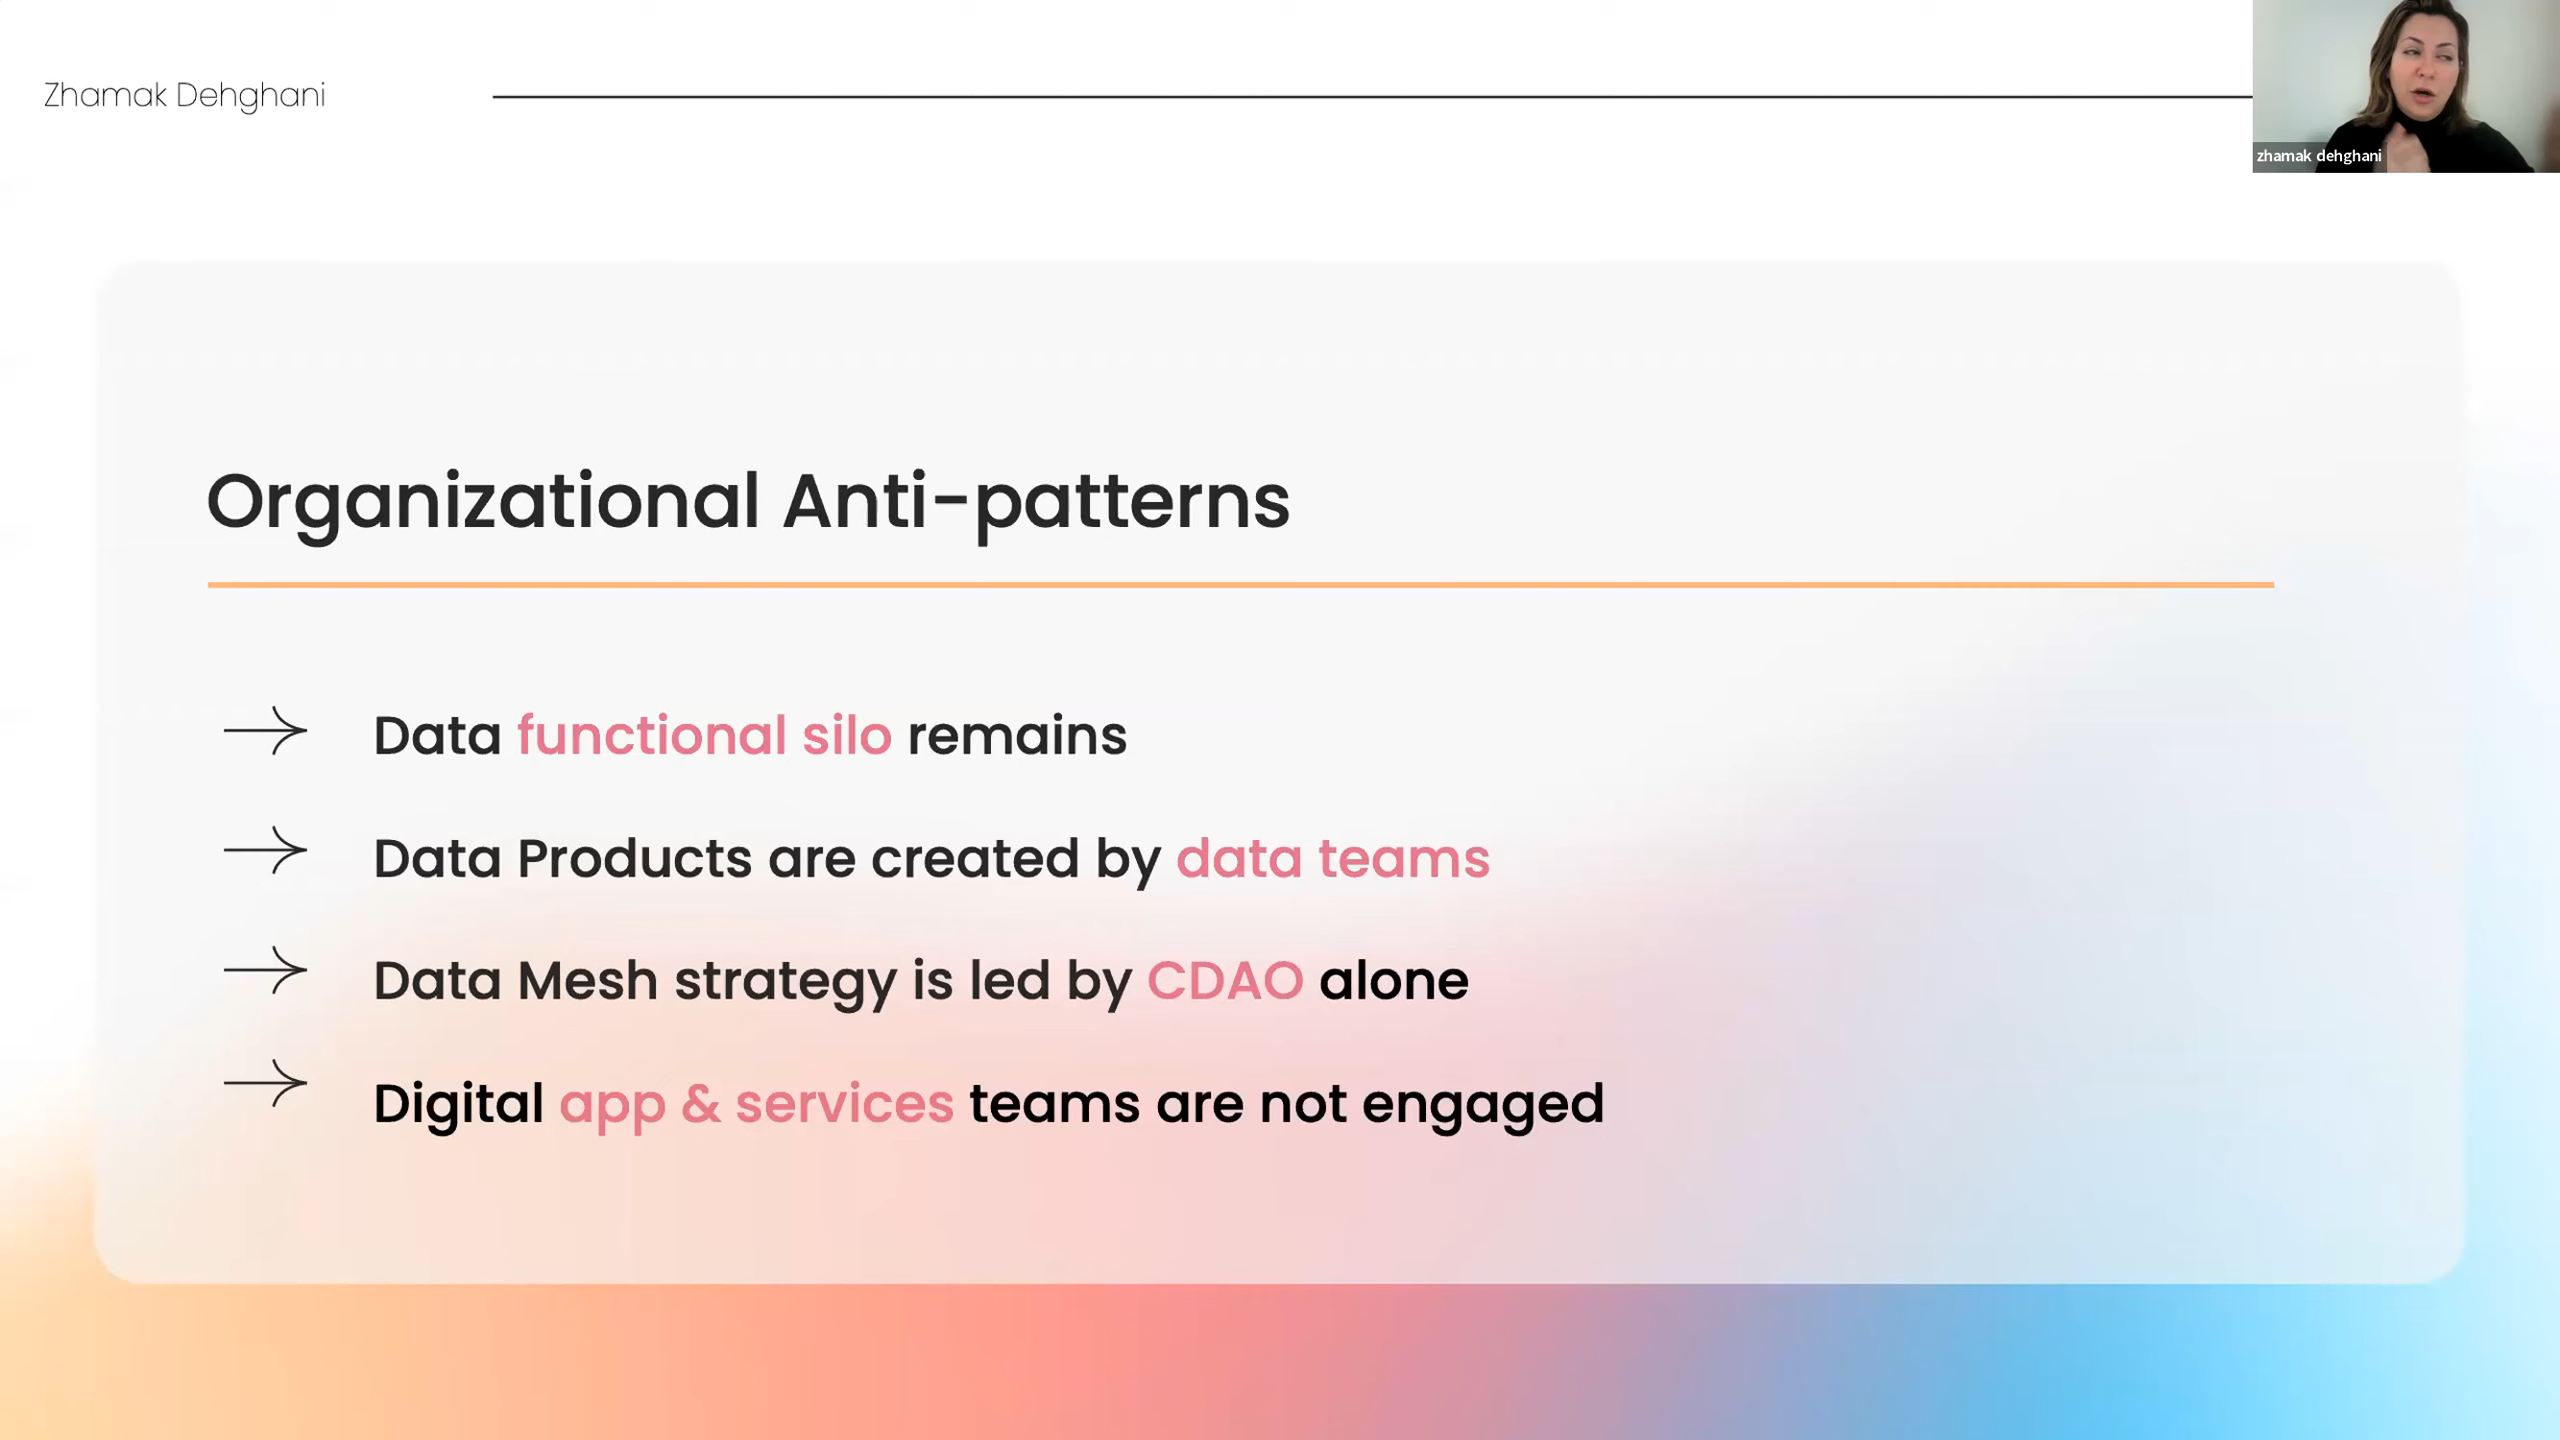 Zhamak Dehghani
zhamak dehghani
Organizational Anti-patterns
Data functional silo remains
Data Products are created by data teams
Data Mesh strategy is led by CDAO alone
Digital app & services teams are not engaged